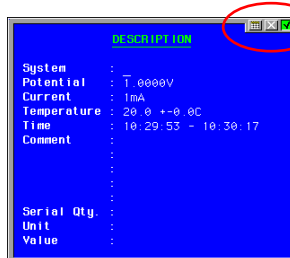 DESCRIPTION
System : _
Potential : 1.0000V
Current : 1mA
Temperature : 20.0 +-0.0C
Time : 10:29:53 - 10:30:17
Comment :
:
:
:
:
Serial Qty. :
Unit :
Value :